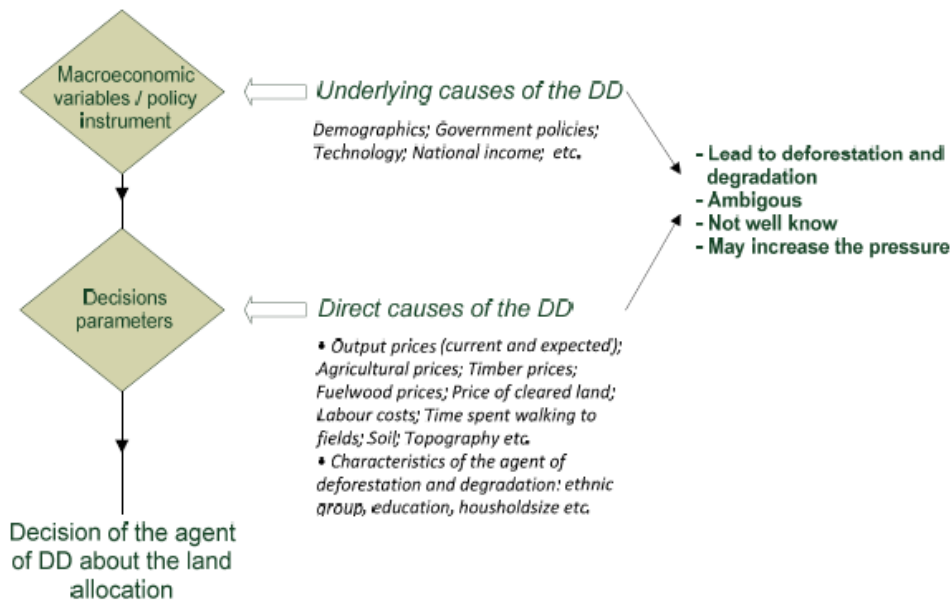 Macroeconomic
variables / policy
instrument
Underlying causes of the DD
Demographics; Government policies;
Technology; National income; etc.
- Lead to deforestation and
degradation
- Ambigous
- Not well know
- May increase the pressure
Decisions
parameters
Direct causes of the DD
• Output prices (current and expected);
Agricultural prices; Timber prices;
Fuelwood prices; Price of cleared land;
Labour costs; Time spent walking to
fields; Soil; Topography etc.
• Characteristics of the agent of
deforestation and degradation: ethnic
group, education, housholdsize etc.
Decision of the agent
of DD about the land
allocation